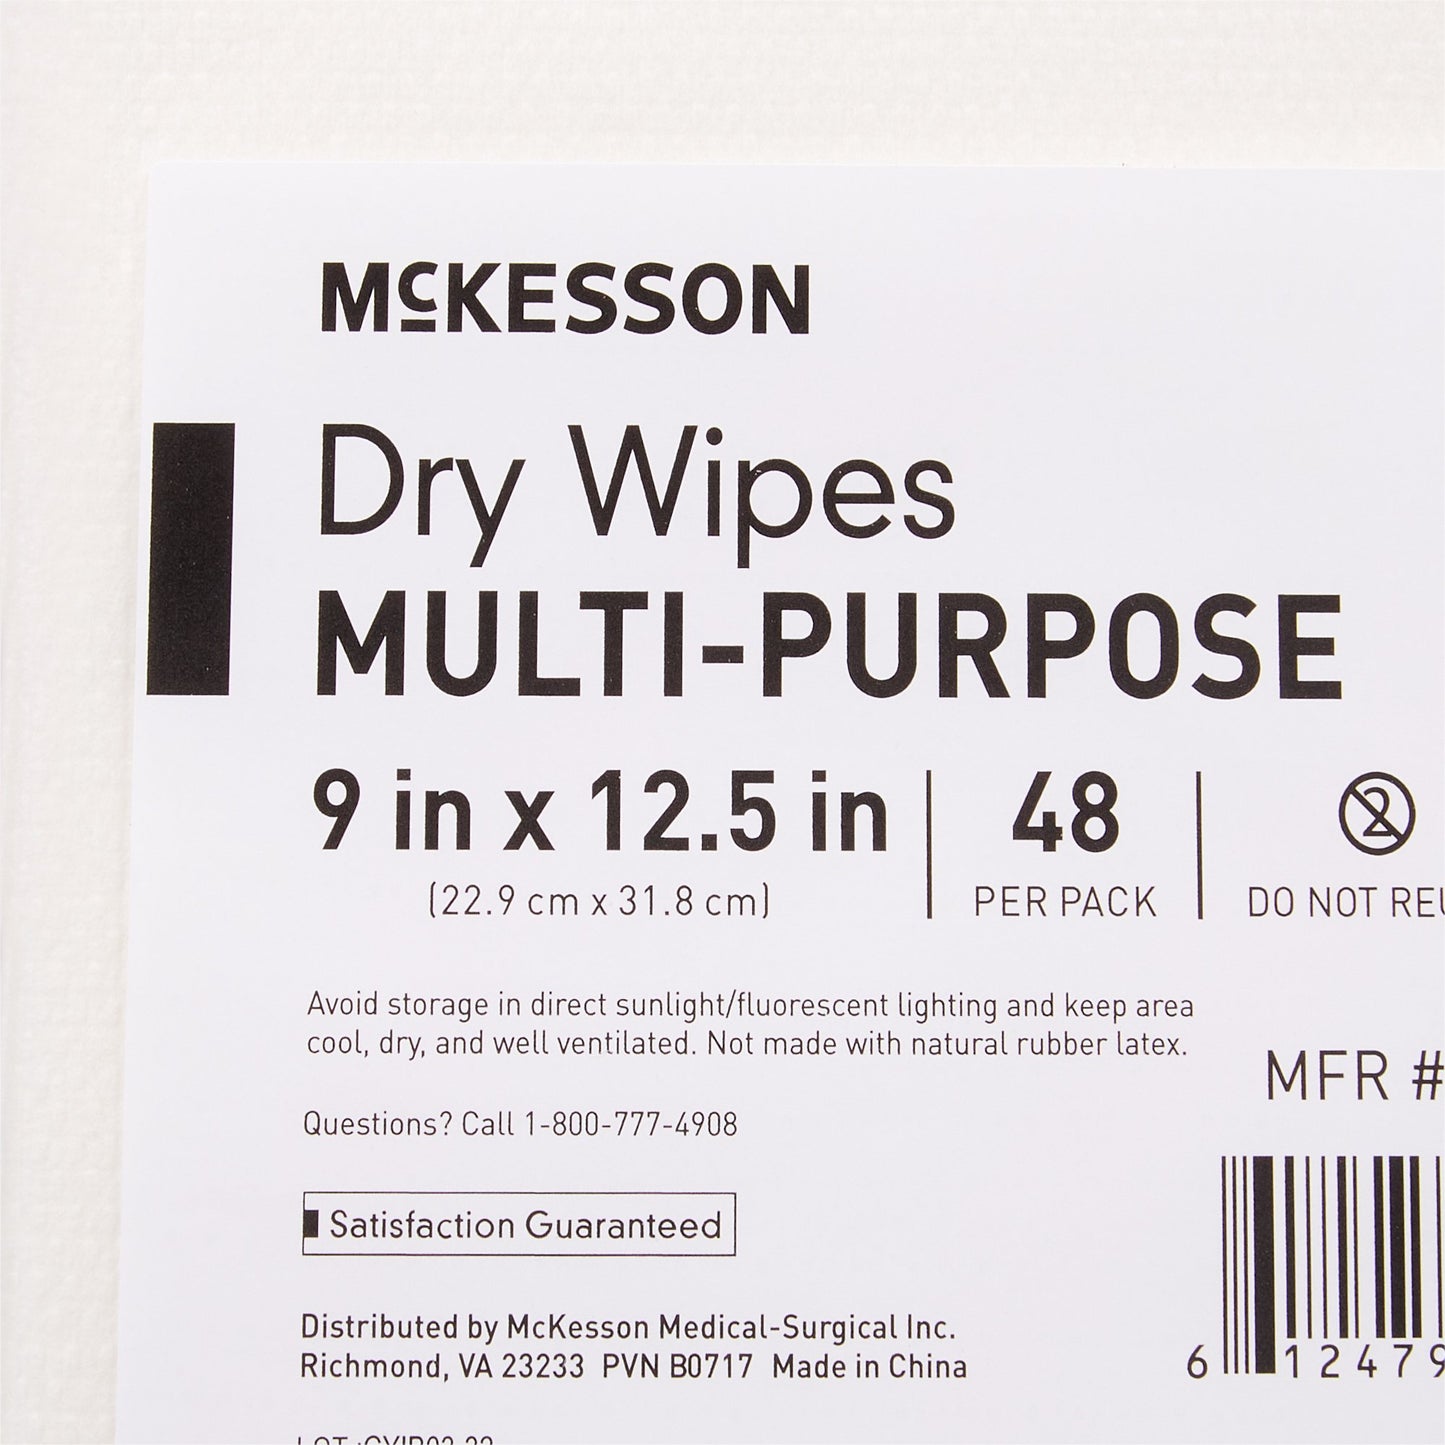 McKESSON
Dry Wipes
MULTI-PURPOSE
9 in x 12.5 in
(22.9 cm x 31.8 cm)
48
PER PACK
2
DO NOT
Avoid storage in direct sunlight/fluorescent lighting and keep area
cool, dry, and well ventilated. Not made with natural rubber latex.
MFR #
Questions? Call 1-800-777-4908
Satisfaction Guaranteed
Distributed by McKesson Medical-Surgical Inc.
Richmond, VA 23233 PVN B0717 Made in China
6 12479